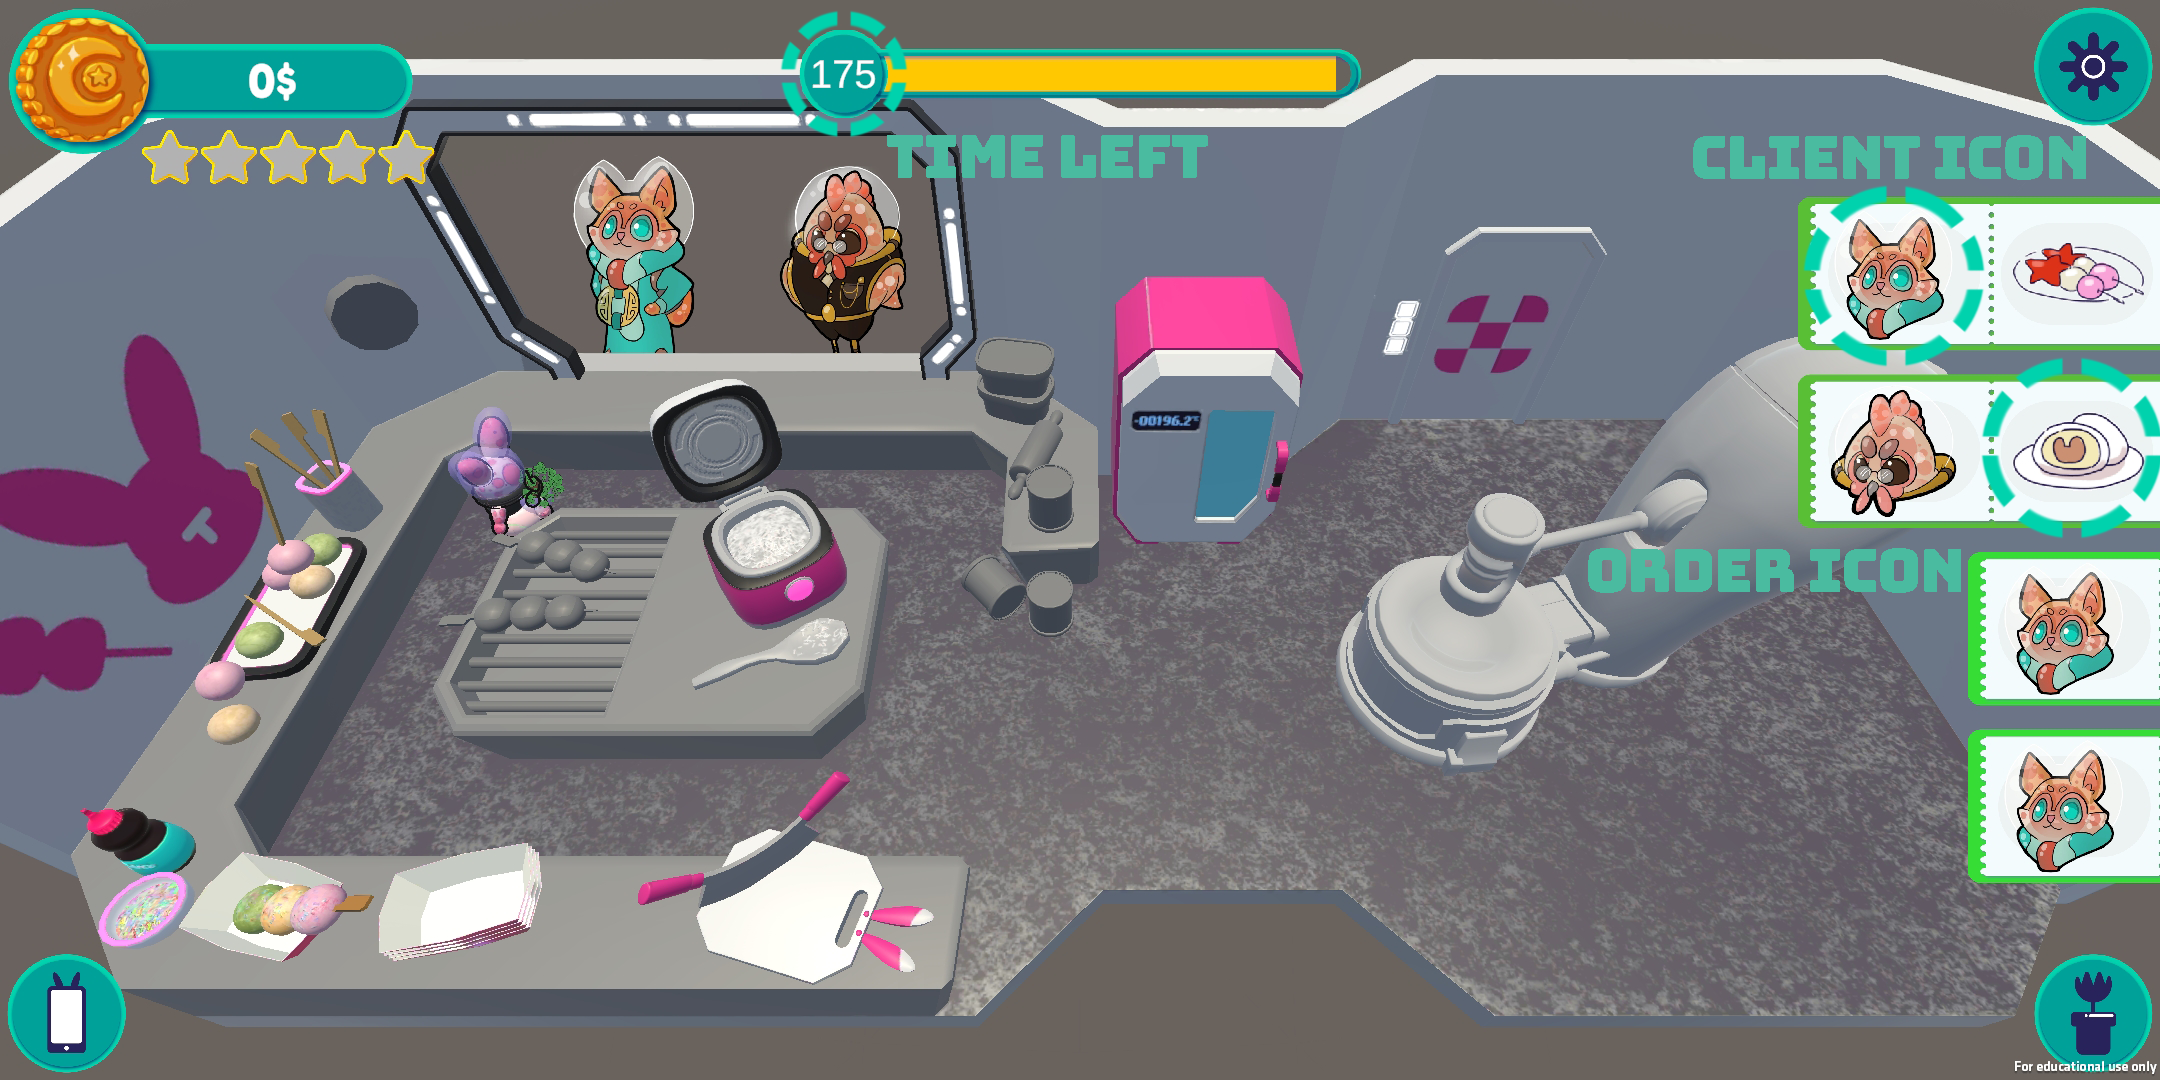 0$
175
TIME LEFT
CLIENT ICON
-00196.2°
ORDER ICON
For educational use only